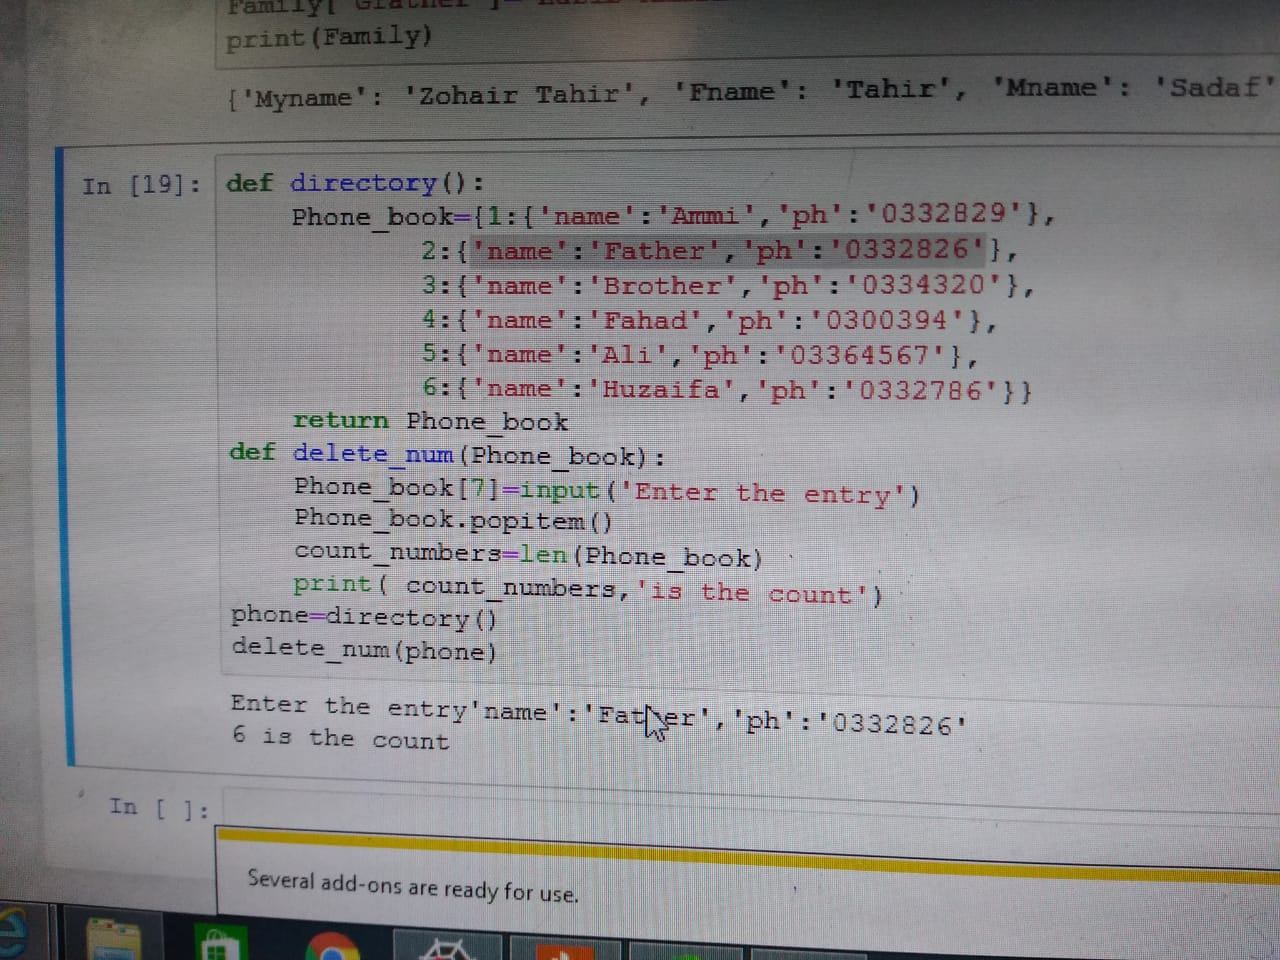 print(Family)
{'Myname': 'Zohair Tahir', 'Fname': 'Tahir', 'Mname': 'Sadaf'
In [19]: def directory():
Phone_book={1:{'name':'Ammi','ph':'0332829'},
2:{'name':'Father','ph':'0332826'},
3:{'name':'Brother','ph':'0334320'},
4:{'name':'Fahad','ph':'0300394'},
5:{'name':'Ali','ph':'03364567'},
6:{'name':'Huzaifa','ph':'0332786'}}
return Phone_book
def delete_num(Phone_book):
Phone_book[7]=input('Enter the entry')
Phone_book.popitem()
count_numbers=len(Phone_book)
print( count_numbers,'is the count')
phone=directory()
delete_num(phone)
Enter the entry'name':'Father','ph':'0332826'
6 is the count
In [ ]:
Several add-ons are ready for use.